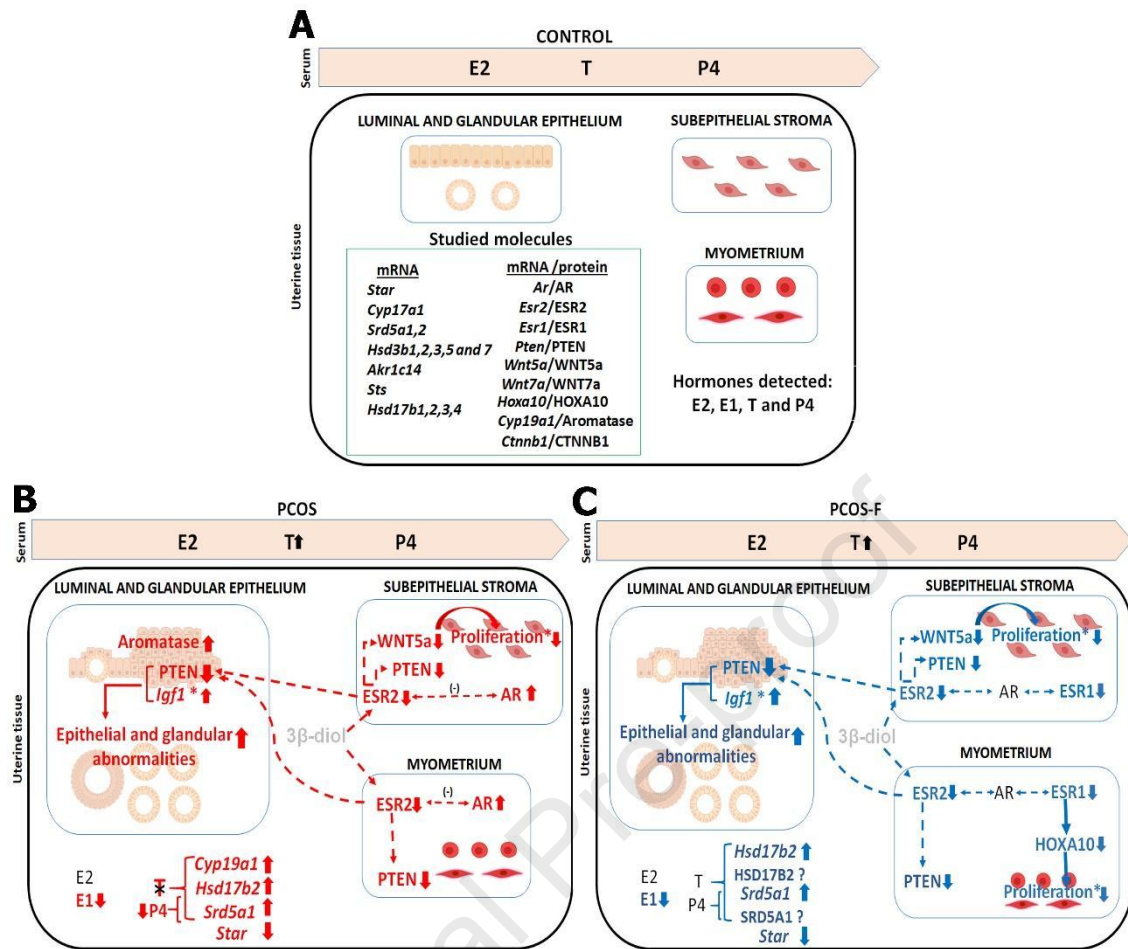 A
CONTROL
Serum
E2 T P4
Uterine tissue
LUMINAL AND GLANDULAR EPITHELIUM
SUBEPITHELIAL STROMA
Studied molecules
mRNA
Star
Cyp17a1
Srd5a1,2
Hsd3b1,2,3,5 and 7
Akr1c14
Sts
Hsd17b1,2,3,4
mRNA /protein
Ar/AR
Esr2/ESR2
Esr1/ESR1
Pten/PTEN
Wnt5a/WNT5a
Wnt7a/WNT7a
Hoxa10/HOXA10
Cyp19a1/Aromatase
Ctnnb1/CTNNB1
MYOMETRIUM
Hormones detected:
E2, E1, T and P4
B
PCOS
Serum
E2 T⬆ P4
Uterine tissue
LUMINAL AND GLANDULAR EPITHELIUM
Aromatase ⬆
PTEN ⬇
Igf1 * ⬆
Epithelial and glandular ⬆
abnormalities
SUBEPITHELIAL STROMA
WNT5a⬇ Proliferation*⬇
PTEN ⬇
ESR2⬇ (-) AR ⬆
3β-diol
MYOMETRIUM
ESR2⬇ (-) AR ⬆
PTEN ⬇
E2
E1⬇
T
⬇P4
Cyp19a1 ⬆
Hsd17b2 ⬆
Srd5a1 ⬆
Star ⬇
C
PCOS-F
Serum
E2 T⬆ P4
Uterine tissue
LUMINAL AND GLANDULAR EPITHELIUM
PTEN ⬇
Igf1 * ⬆
Epithelial and glandular ⬆
abnormalities
SUBEPITHELIAL STROMA
WNT5a⬇ Proliferation*⬇
PTEN ⬇
ESR2⬇ AR ESR1⬇
3β-diol
MYOMETRIUM
ESR2⬇ AR ESR1⬇
HOXA10⬇
PTEN⬇
Proliferation*⬇
E2
E1⬇
T
P4
Hsd17b2 ⬆
HSD17B2 ?
Srd5a1 ⬆
SRD5A1 ?
Star ⬇
al Pre-proof